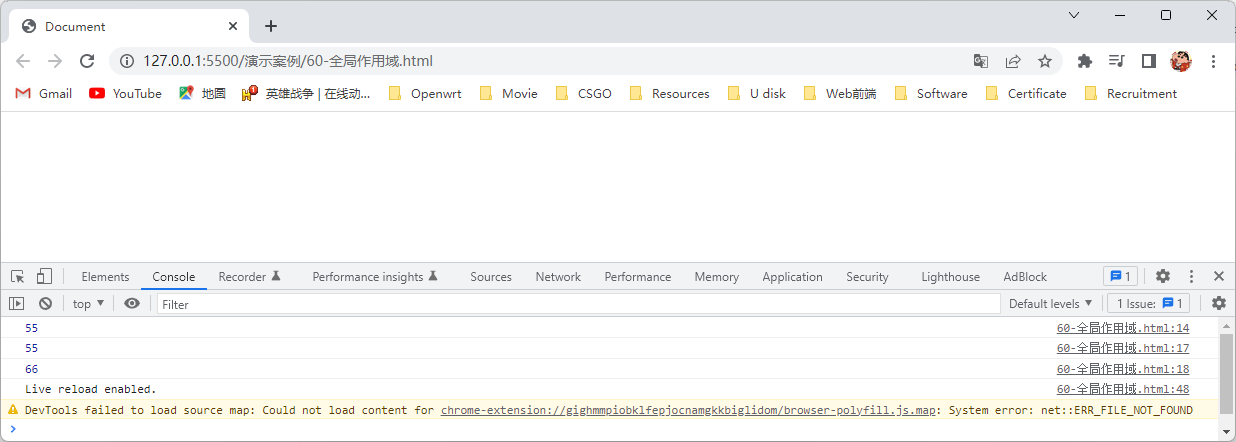 Document
127.0.0.1:5500/演示案例/60-全局作用域.html
Gmail YouTube 地图 英雄战争 | 在线动... Openwrt Movie CSGO Resources U disk Web前端 Software Certificate Recruitment
Elements Console Recorder Performance insights Sources Network Performance Memory Application Security Lighthouse AdBlock 1
top Filter Default levels 1 Issue: 1
55 60-全局作用域.html:14
55 60-全局作用域.html:17
66 60-全局作用域.html:18
Live reload enabled. 60-全局作用域.html:48
DevTools failed to load source map: Could not load content for chrome-extension://gighmmpiobklfepjocnamgkkbiglidom/browser-polyfill.js.map: System error: net::ERR_FILE_NOT_FOUND